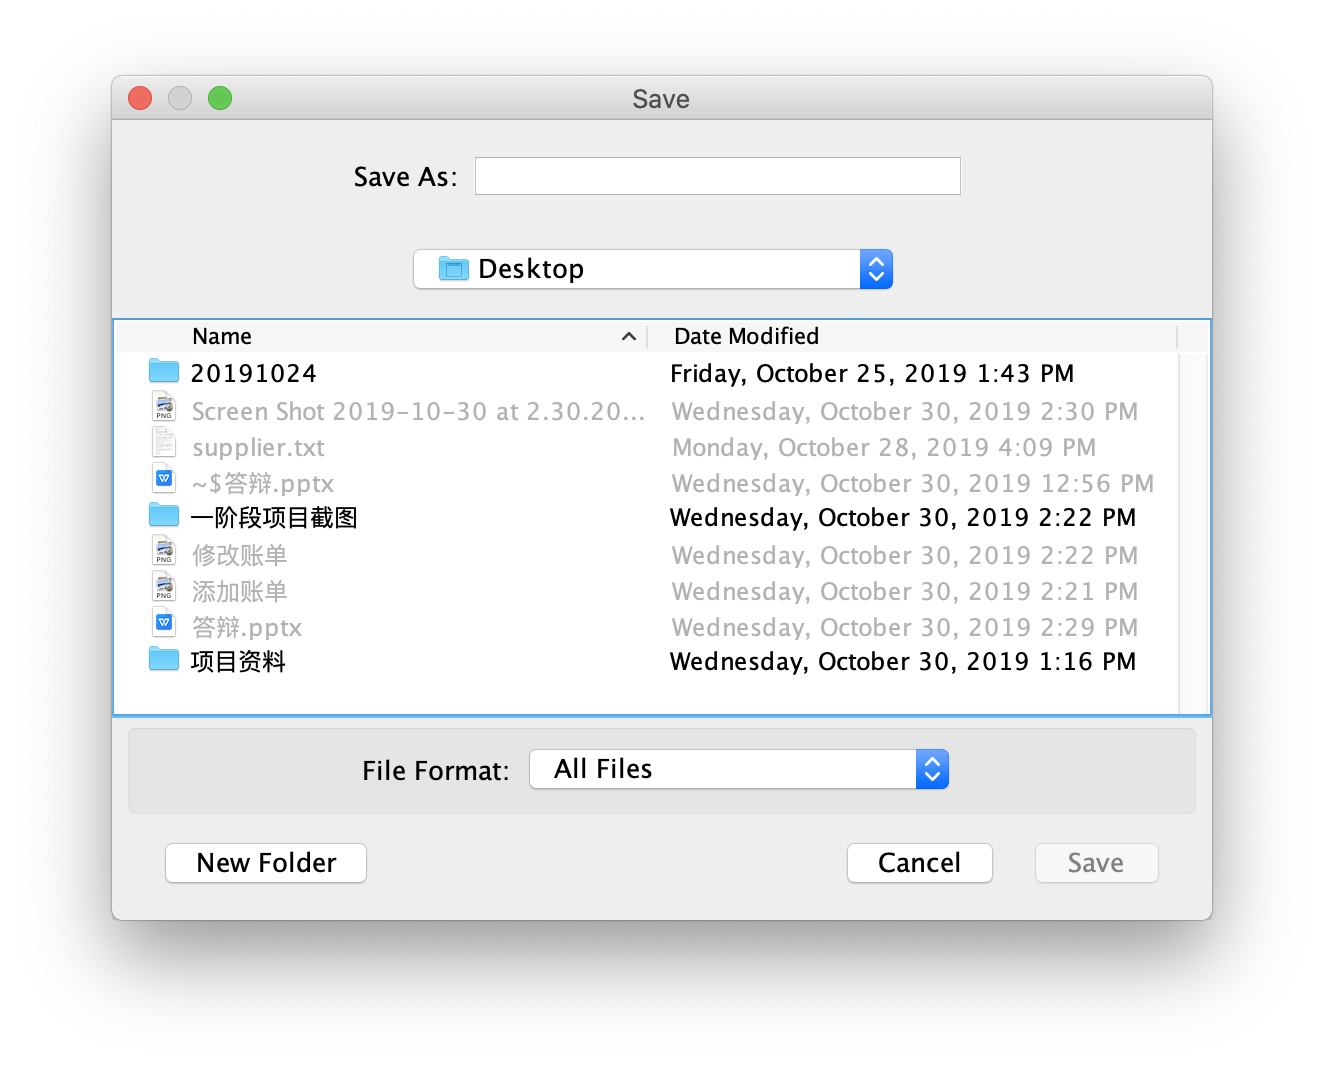 Save
Save As:
Desktop
Name Date Modified
20191024 Friday, October 25, 2019 1:43 PM
PNG Screen Shot 2019-10-30 at 2.30.20... Wednesday, October 30, 2019 2:30 PM
supplier.txt Monday, October 28, 2019 4:09 PM
W ~$答辩.pptx Wednesday, October 30, 2019 12:56 PM
一阶段项目截图 Wednesday, October 30, 2019 2:22 PM
PNG 修改账单 Wednesday, October 30, 2019 2:22 PM
PNG 添加账单 Wednesday, October 30, 2019 2:21 PM
W 答辩.pptx Wednesday, October 30, 2019 2:29 PM
项目资料 Wednesday, October 30, 2019 1:16 PM
File Format: All Files
New Folder Cancel Save